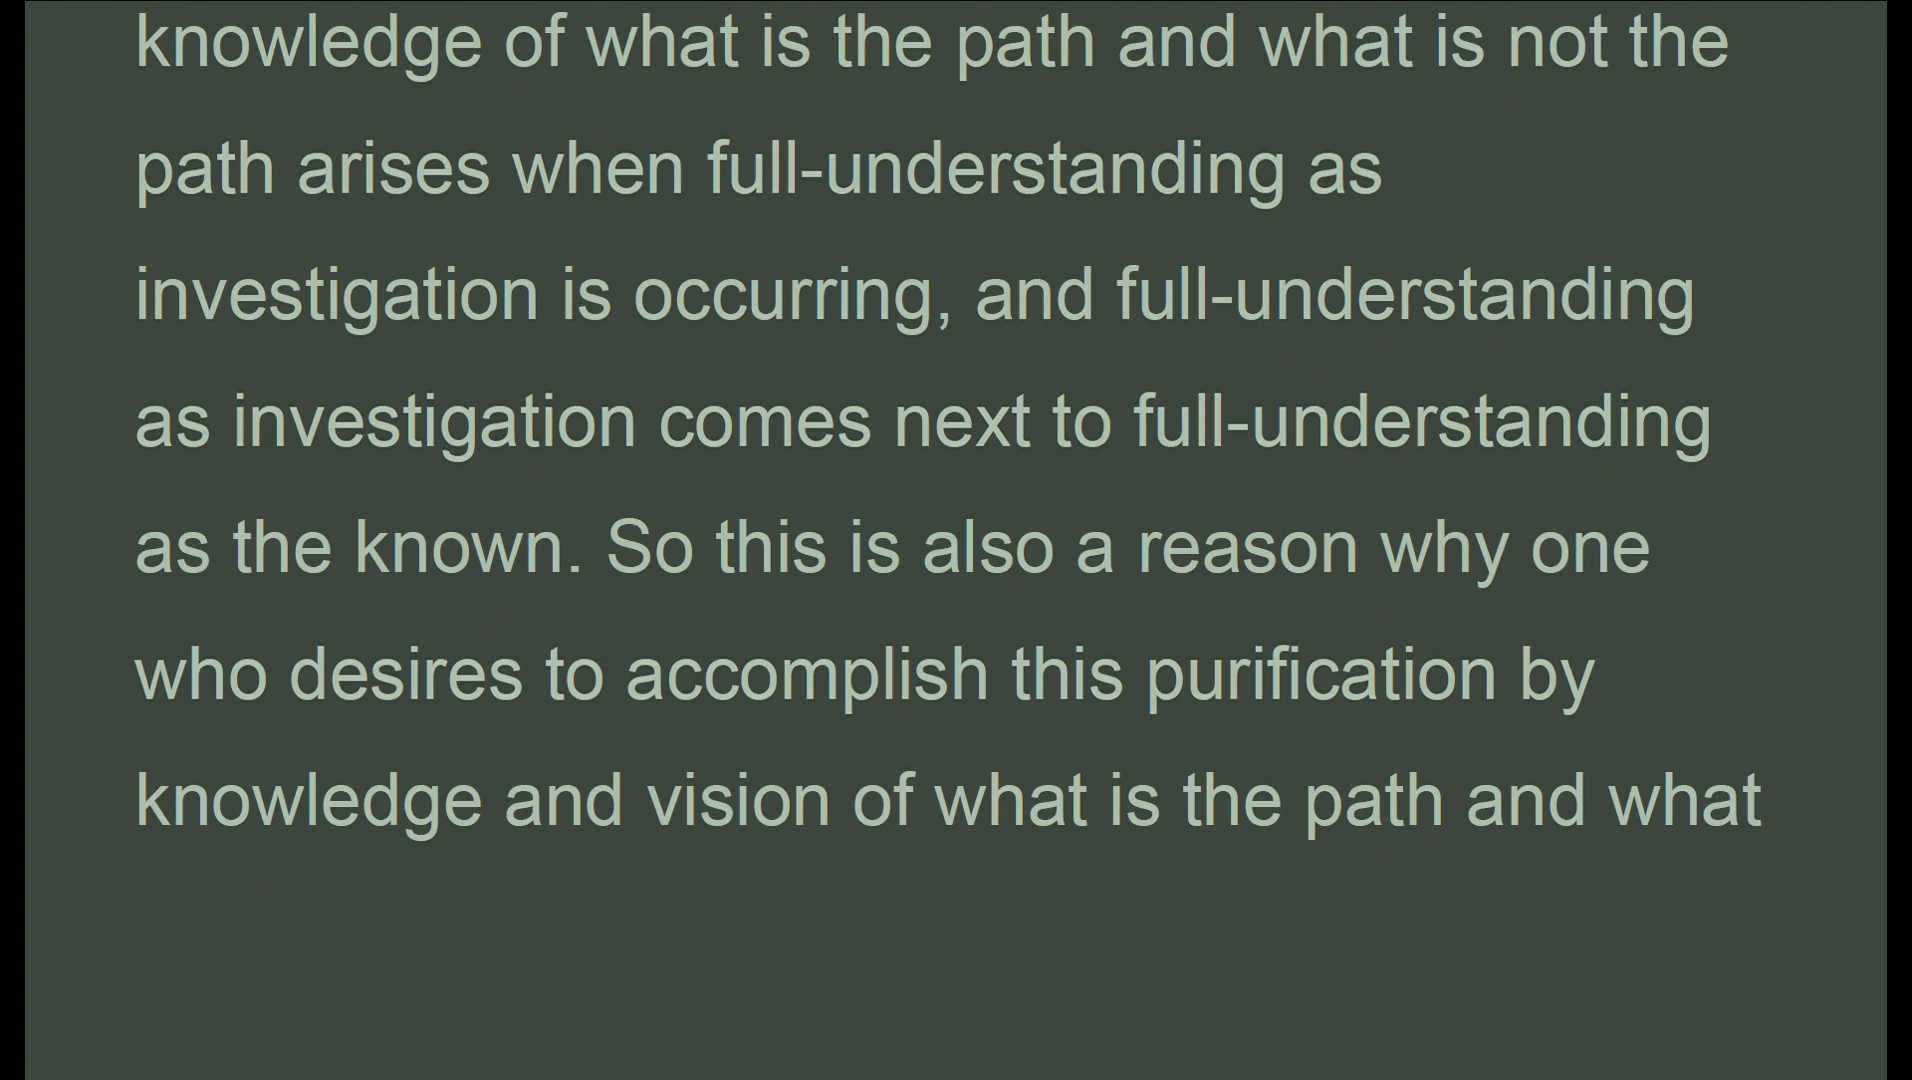 knowledge of what is the path and what is not the
path arises when full-understanding as
investigation is occurring, and full-understanding
as investigation comes next to full-understanding
as the known. So this is also a reason why one
who desires to accomplish this purification by
knowledge and vision of what is the path and what